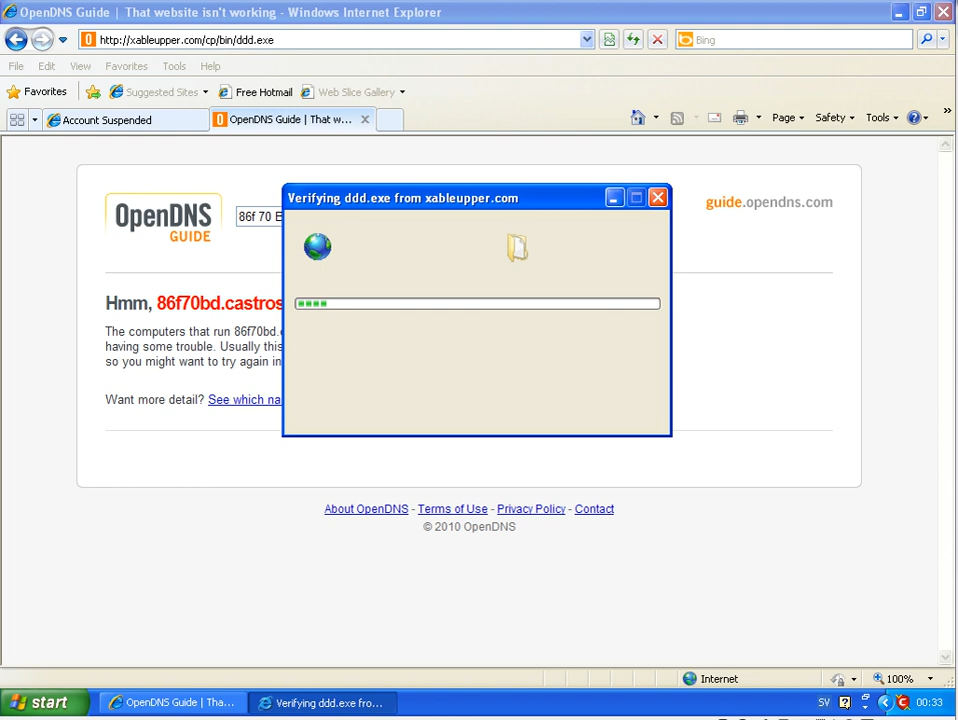 OpenDNS Guide | That website isn't working - Windows Internet Explorer
http://xableupper.com/cp/bin/ddd.exe
Bing
File Edit View Favorites Tools Help
Favorites Suggested Sites Free Hotmail Web Slice Gallery
Account Suspended OpenDNS Guide | That w... Page Safety Tools
Verifying ddd.exe from xableupper.com
OpenDNS
GUIDE
86f 70 E
guide.opendns.com
Hmm, 86f70bd.castros
The computers that run 86f70bd.
having some trouble. Usually this
so you might want to try again in
Want more detail? See which na
About OpenDNS - Terms of Use - Privacy Policy - Contact
© 2010 OpenDNS
Internet 100%
start OpenDNS Guide | Tha... Verifying ddd.exe fro... SV 00:33